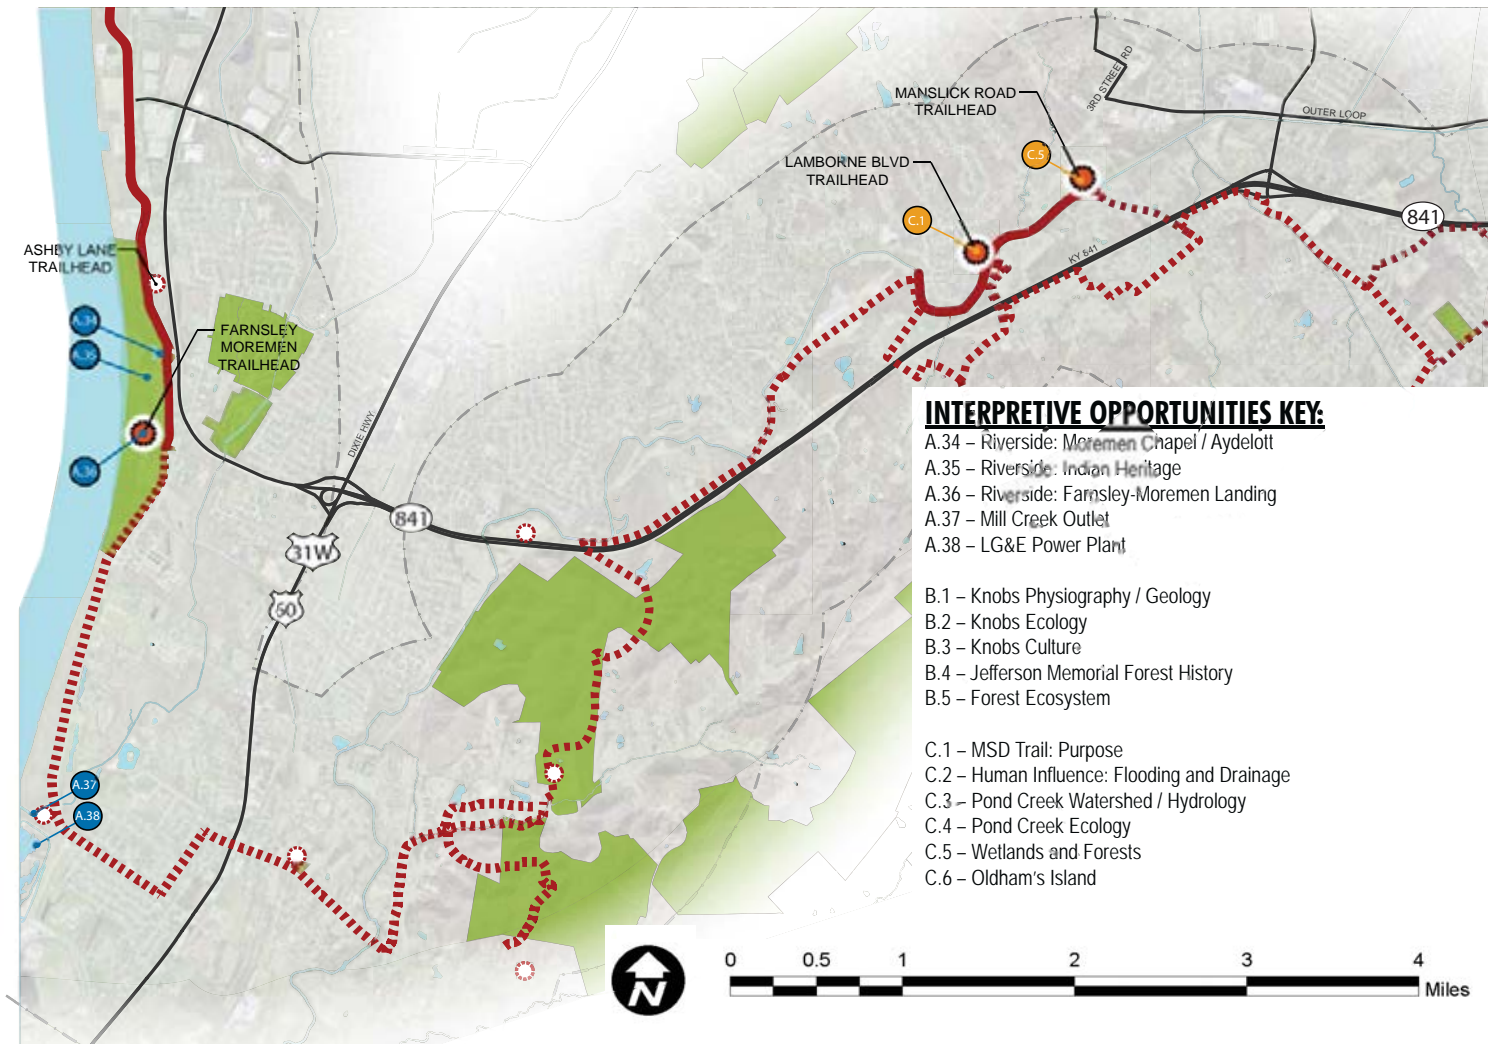 MANSLICK ROAD
TRAILHEAD
3RD STREET RD
OUTER LOOP
C.5
LAMBORNE BLVD
TRAILHEAD
C.1
841
KY 841
ASHBY LANE
TRAILHEAD
A.34
A.35
FARNSLEY
MOREMEN
TRAILHEAD
A.36
DIXIE HWY
841
31W
60
A.37
A.38
INTERPRETIVE OPPORTUNITIES KEY:
A.34 – Riverside: Moremen Chapel / Aydelott
A.35 – Riverside: Indian Heritage
A.36 – Riverside: Farnsley-Moremen Landing
A.37 – Mill Creek Outlet
A.38 – LG&E Power Plant
B.1 – Knobs Physiography / Geology
B.2 – Knobs Ecology
B.3 – Knobs Culture
B.4 – Jefferson Memorial Forest History
B.5 – Forest Ecosystem
C.1 – MSD Trail: Purpose
C.2 – Human Influence: Flooding and Drainage
C.3 – Pond Creek Watershed / Hydrology
C.4 – Pond Creek Ecology
C.5 – Wetlands and Forests
C.6 – Oldham's Island
N
0 0.5 1 2 3 4
Miles